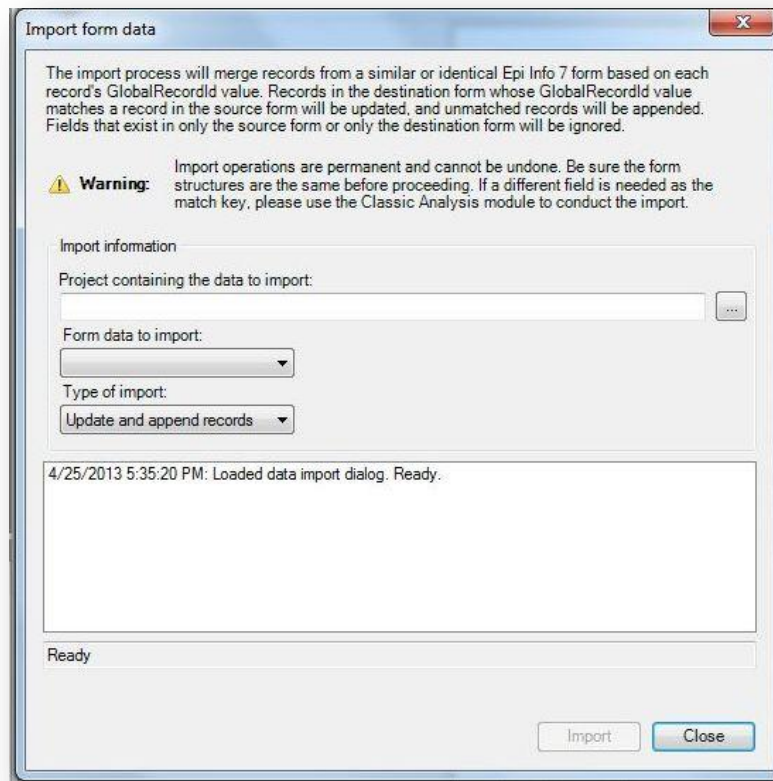 Import form data
The import process will merge records from a similar or identical Epi Info 7 form based on each
record's GlobalRecordId value. Records in the destination form whose GlobalRecordId value
matches a record in the source form will be updated, and unmatched records will be appended.
Fields that exist in only the source form or only the destination form will be ignored.
Warning:
Import operations are permanent and cannot be undone. Be sure the form
structures are the same before proceeding. If a different field is needed as the
match key, please use the Classic Analysis module to conduct the import.
Import information
Project containing the data to import:
...
Form data to import:
Type of import:
Update and append records
4/25/2013 5:35:20 PM: Loaded data import dialog. Ready.
Ready
Import
Close